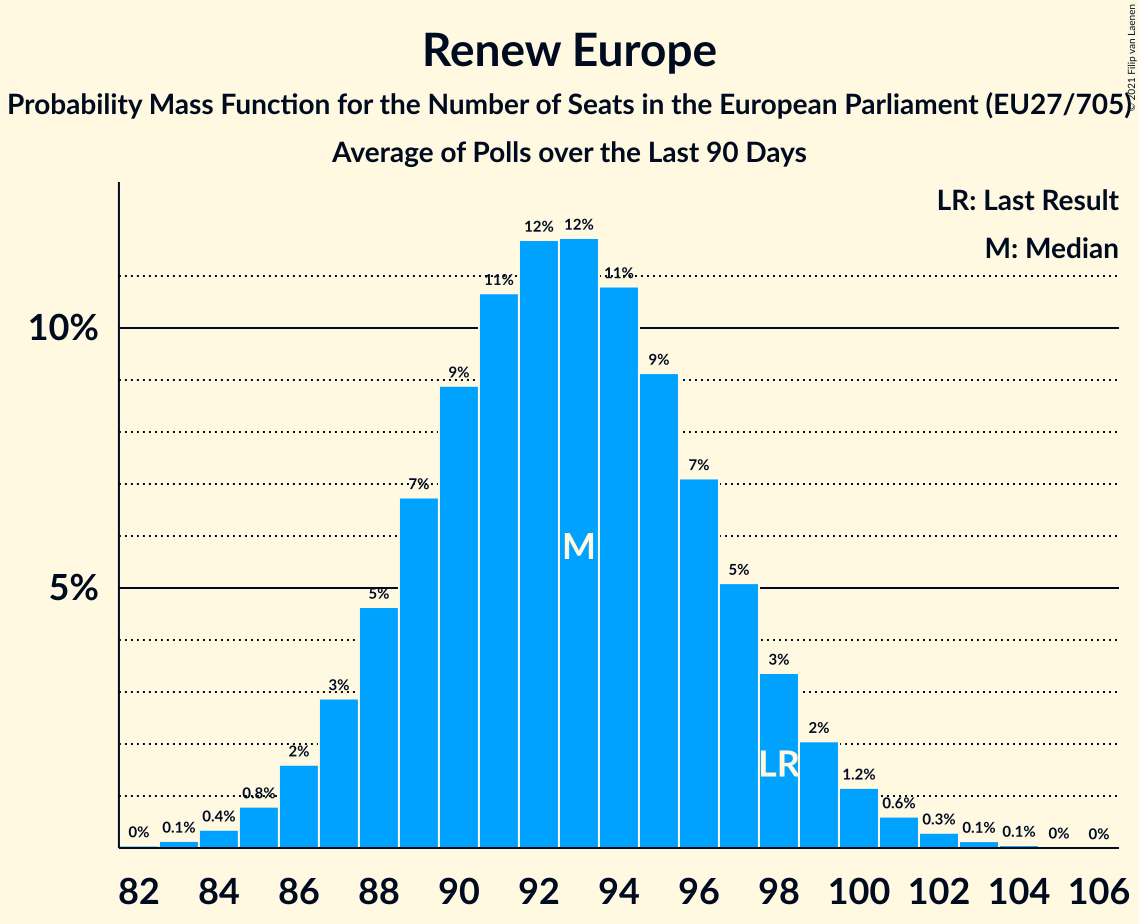 Renew Europe
Probability Mass Function for the Number of Seats in the European Parliament (EU27/705)
Average of Polls over the Last 90 Days
© 2021 Filip van Laenen
LR: Last Result
M: Median
10%
5%
0% 0.1% 0.4% 0.8% 2% 3% 5% 7% 9% 11% 12% 12% 11% 9% 7% 5% 3% 2% 1.2% 0.6% 0.3% 0.1% 0.1% 0% 0%
M
LR
82 84 86 88 90 92 94 96 98 100 102 104 106